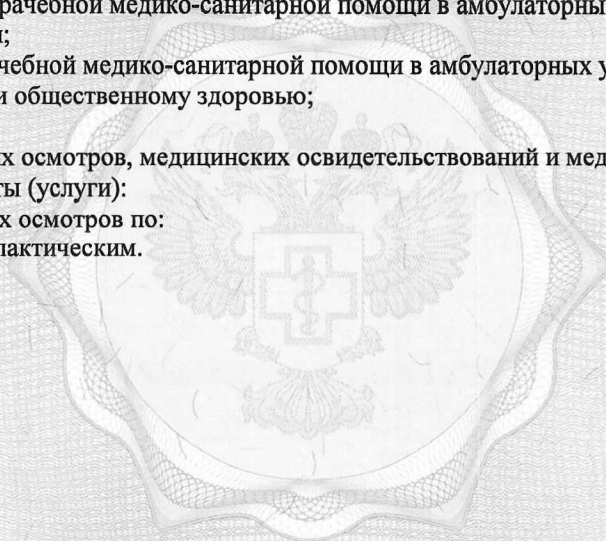 рачебной медико-санитарной помощи в амбулаторны
;
чебной медико-санитарной помощи в амбулаторных у
и общественному здоровью;
х осмотров, медицинских освидетельствований и мед
ты (услуги):
х осмотров по:
лактическим.